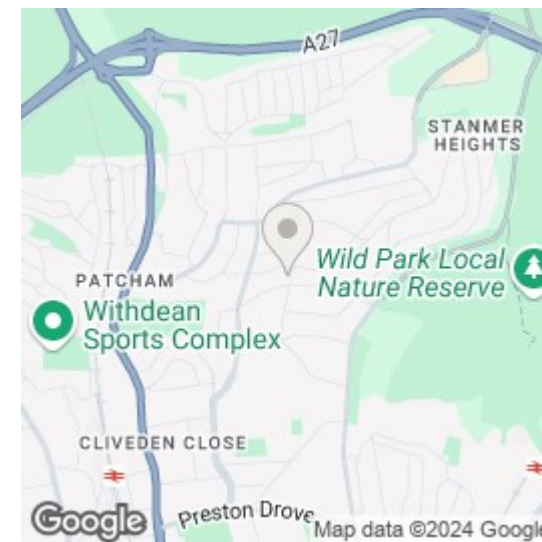 A27
STANMER
HEIGHTS
Wild Park Local
Nature Reserve
PATCHAM
Withdean
Sports Complex
CLIVEDEN CLOSE
Preston Drove
Google
Map data ©2024 Google